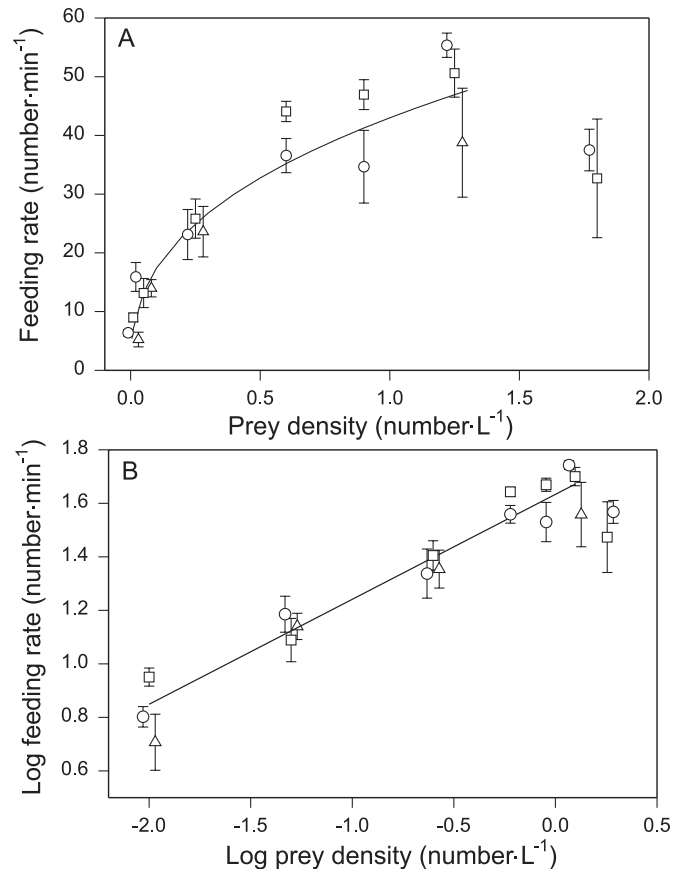 A
Feeding rate (number·min⁻¹)
60
50
40
30
20
10
0
0.0 0.5 1.0 1.5 2.0
Prey density (number·L⁻¹)
B
Log feeding rate (number·min⁻¹)
1.8
1.6
1.4
1.2
1.0
0.8
0.6
-2.0 -1.5 -1.0 -0.5 0.0 0.5
Log prey density (number·L⁻¹)